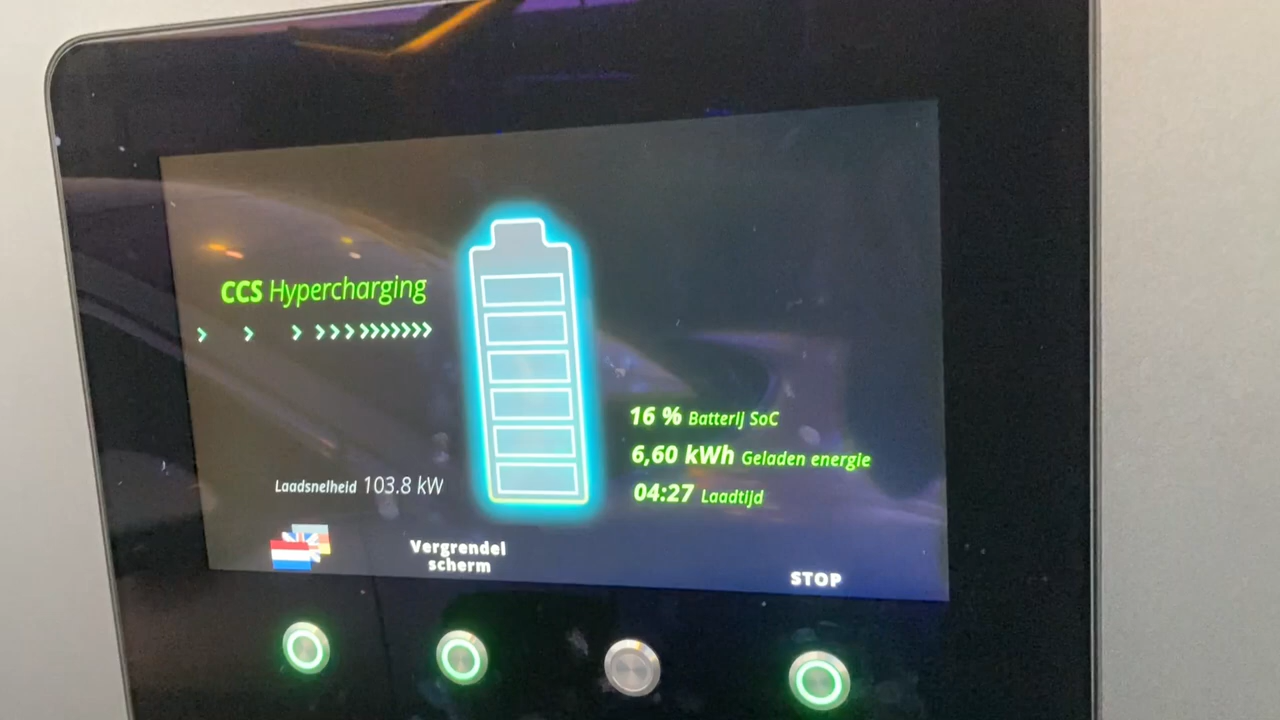 CCS Hypercharging
16 % Batterij SoC
6,60 kWh Geladen energie
04:27 Laadtijd
Laadsnelheid 103.8 kW
Vergrendel
scherm
STOP